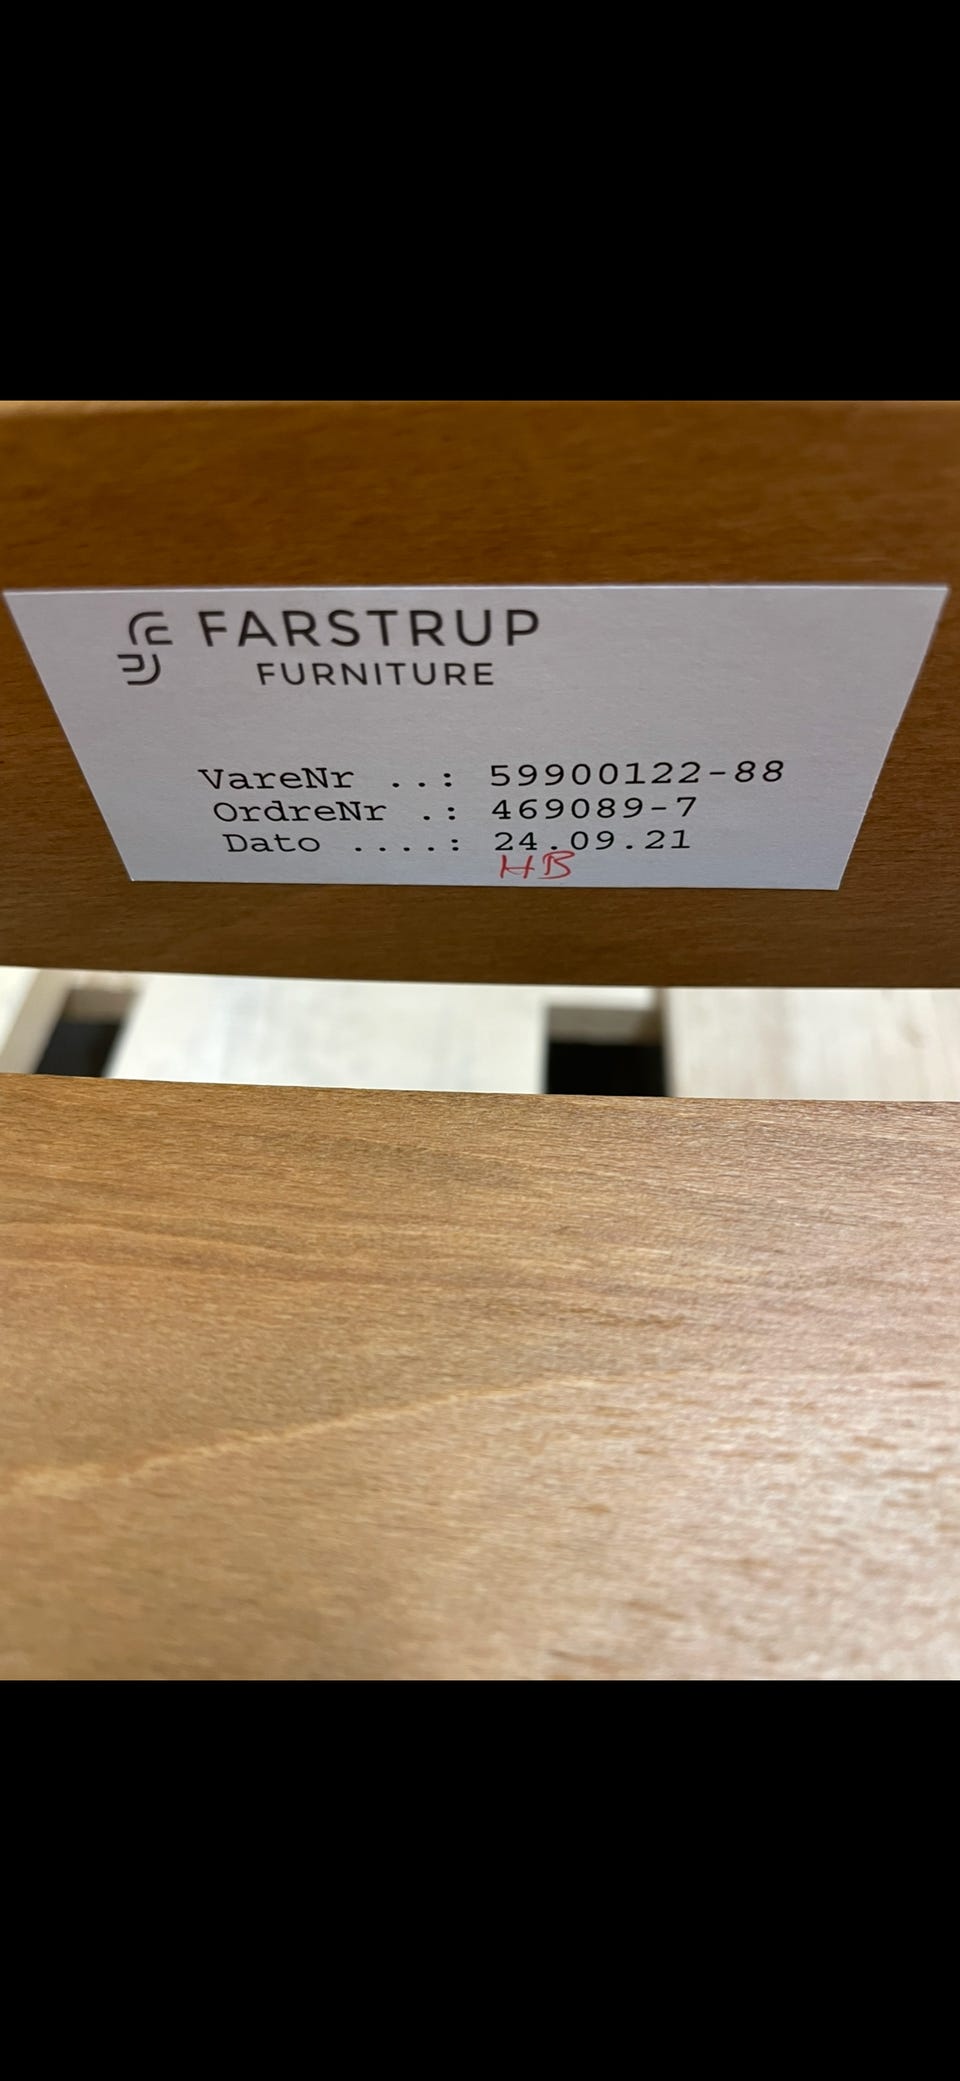 FARSTRUP
FURNITURE
VareNr ..: 59900122-88
OrdreNr .: 469089-7
Dato ....: 24.09.21
HB